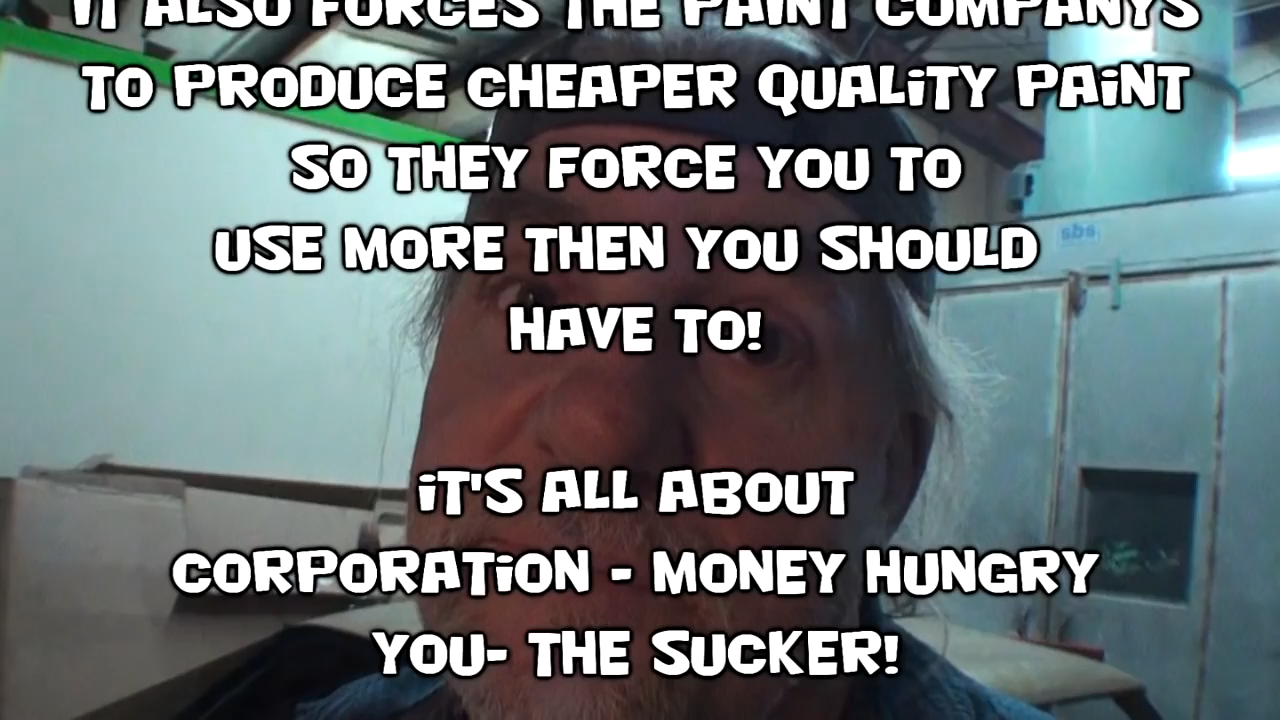 IT ALSO FORCES THE PAINT COMPANYS
TO PRODUCE CHEAPER QUALITY PAINT
SO THEY FORCE YOU TO
USE MORE THEN YOU SHOULD
HAVE TO!
IT'S ALL ABOUT
CORPORATION - MONEY HUNGRY
YOU- THE SUCKER!
sbs